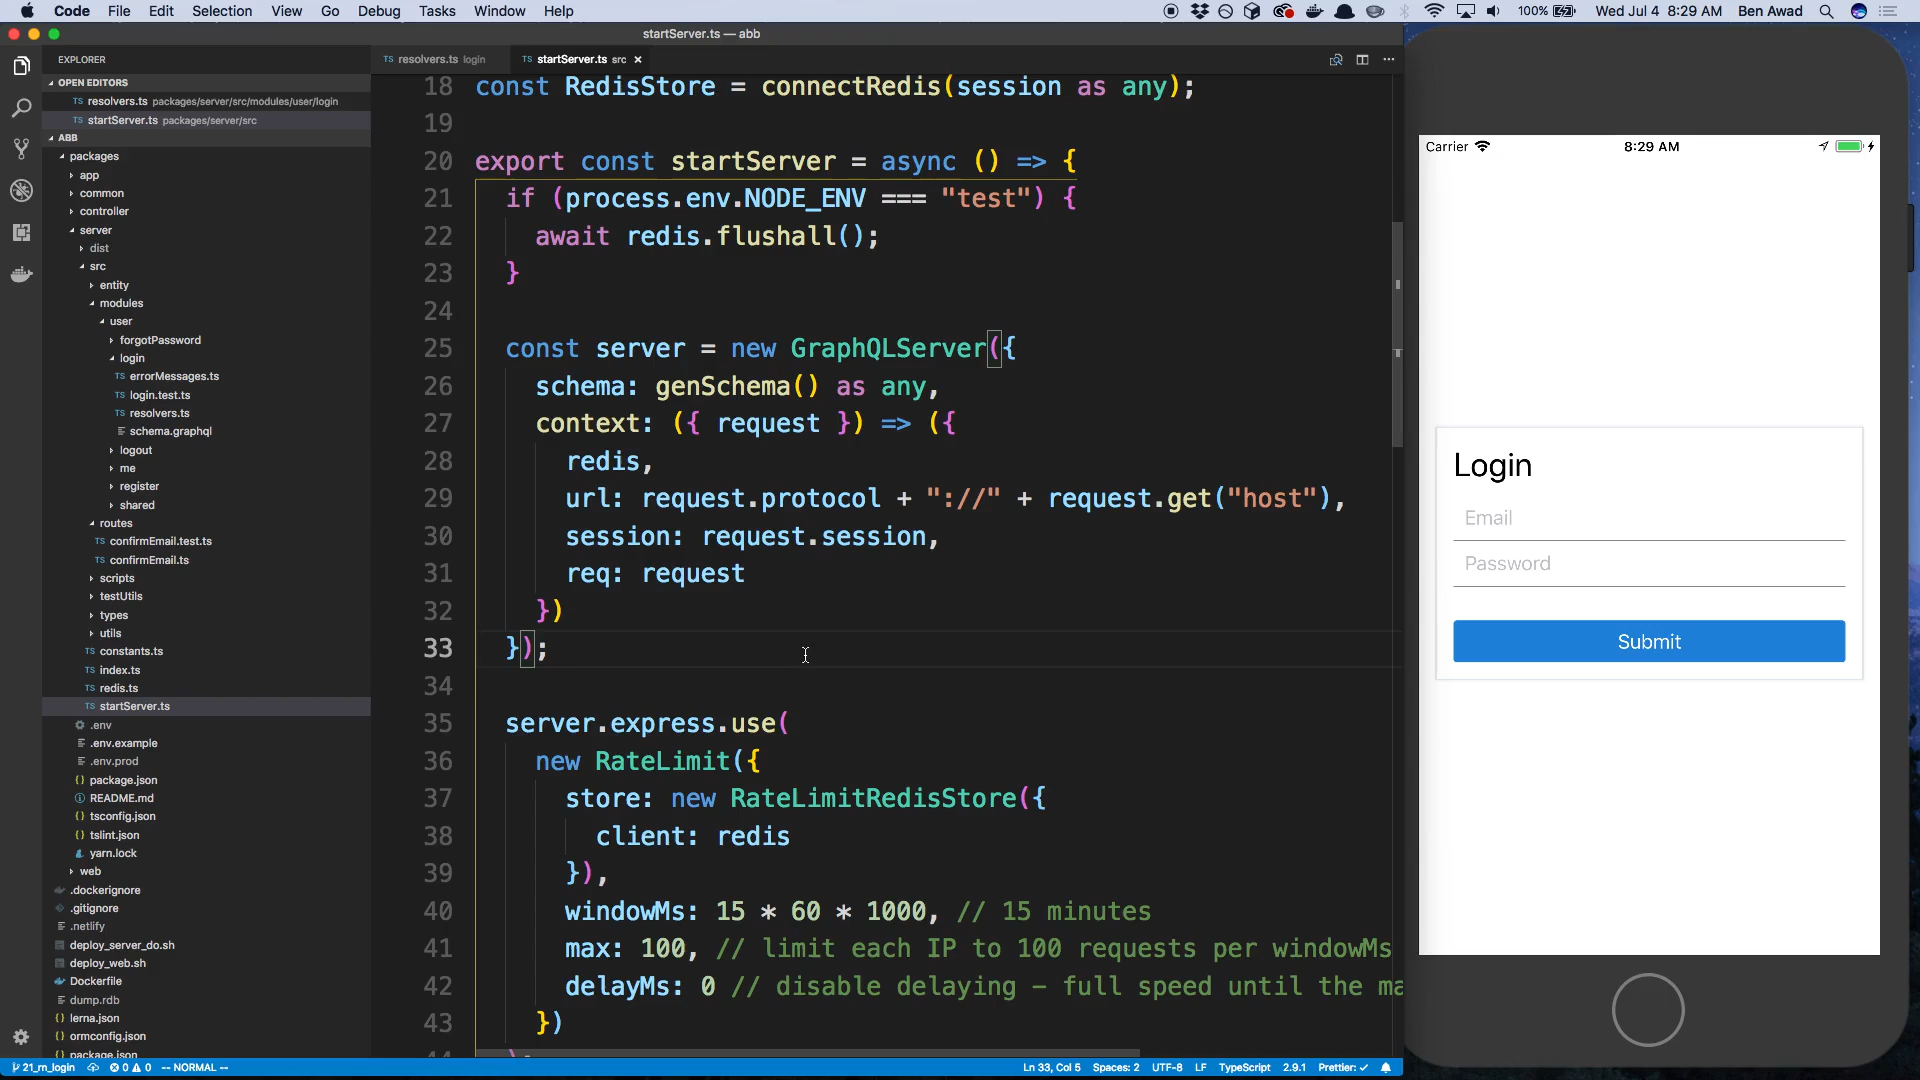 Code File Edit Selection View Go Debug Tasks Window Help
100% Wed Jul 4 8:29 AM Ben Awad
startServer.ts — abb
EXPLORER
OPEN EDITORS
TS resolvers.ts packages/server/src/modules/user/login
TS startServer.ts packages/server/src
ABB
packages
app
common
controller
server
dist
src
entity
modules
user
forgotPassword
login
TS errorMessages.ts
TS login.test.ts
TS resolvers.ts
schema.graphql
logout
me
register
shared
routes
TS confirmEmail.test.ts
TS confirmEmail.ts
scripts
testUtils
types
utils
TS constants.ts
TS index.ts
TS redis.ts
TS startServer.ts
.env
.env.example
.env.prod
{} package.json
README.md
{} tsconfig.json
{} tslint.json
yarn.lock
web
.dockerignore
.gitignore
.netlify
deploy_server_do.sh
deploy_web.sh
Dockerfile
dump.rdb
{} lerna.json
{} ormconfig.json
{} package.json
TS resolvers.ts login
TS startServer.ts src ×
18 const RedisStore = connectRedis(session as any);
19
20 export const startServer = async () => {
21 if (process.env.NODE_ENV === "test") {
22 await redis.flushall();
23 }
24
25 const server = new GraphQLServer({
26 schema: genSchema() as any,
27 context: ({ request }) => ({
28 redis,
29 url: request.protocol + "://" + request.get("host"),
30 session: request.session,
31 req: request
32 })
33 });
34
35 server.express.use(
36 new RateLimit({
37 store: new RateLimitRedisStore({
38 client: redis
39 }),
40 windowMs: 15 * 60 * 1000, // 15 minutes
41 max: 100, // limit each IP to 100 requests per windowMs
42 delayMs: 0 // disable delaying - full speed until the ma
43 })
Carrier 8:29 AM
Login
Email
Password
Submit
21_m_login 0 0 -- NORMAL -- Ln 33, Col 5 Spaces: 2 UTF-8 LF TypeScript 2.9.1 Prettier: ✓